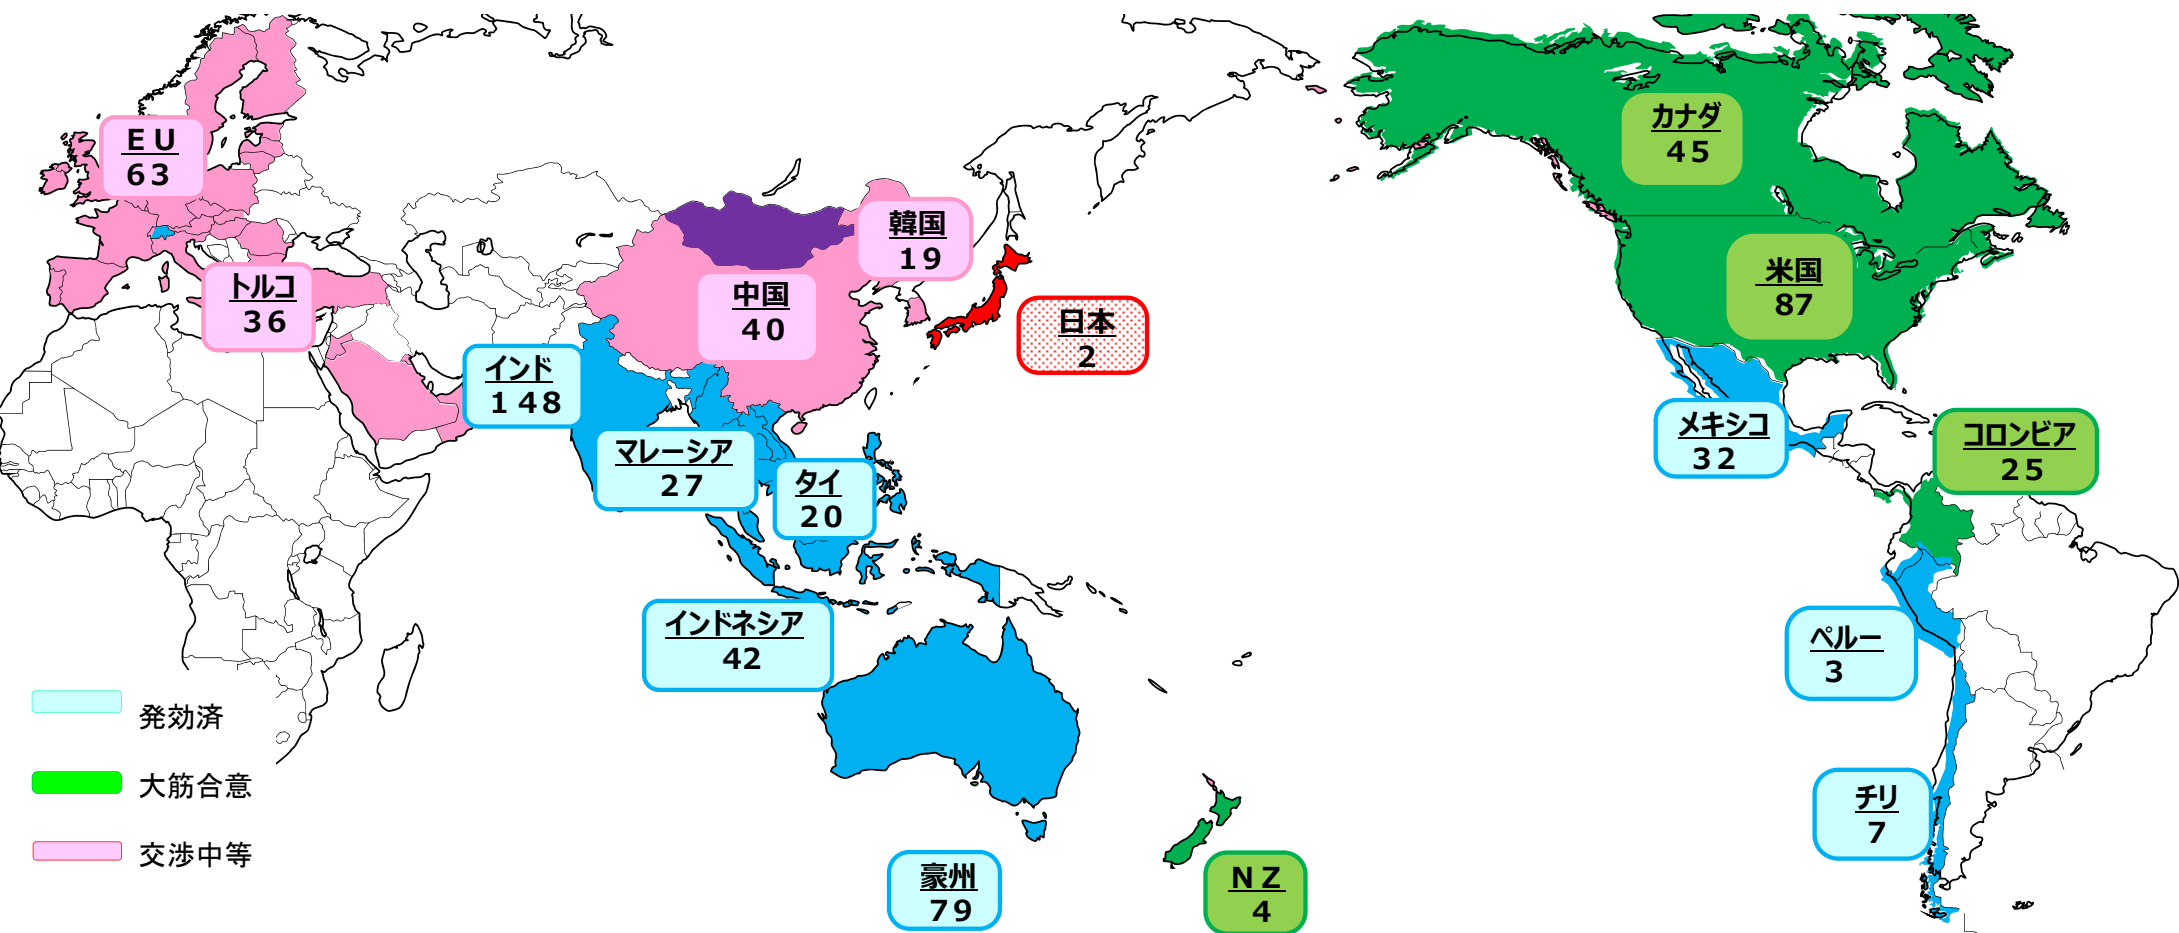 ＥＵ
63
トルコ
36
韓国
19
中国
40
日本
2
インド
148
マレーシア
27
タイ
20
インドネシア
42
豪州
79
ＮＺ
4
カナダ
45
米国
87
メキシコ
32
コロンビア
25
ペルー
3
チリ
7
発効済
大筋合意
交渉中等